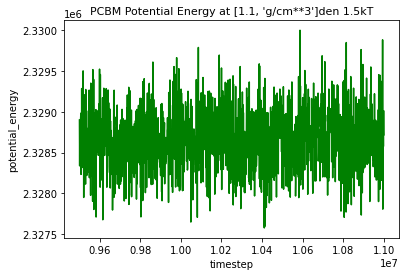 PCBM Potential Energy at [1.1, 'g/cm**3']den 1.5kT
1e6
2.3300
2.3295
2.3290
2.3285
2.3280
2.3275
potential_energy
0.96 0.98 1.00 1.02 1.04 1.06 1.08 1.10
timestep
1e7